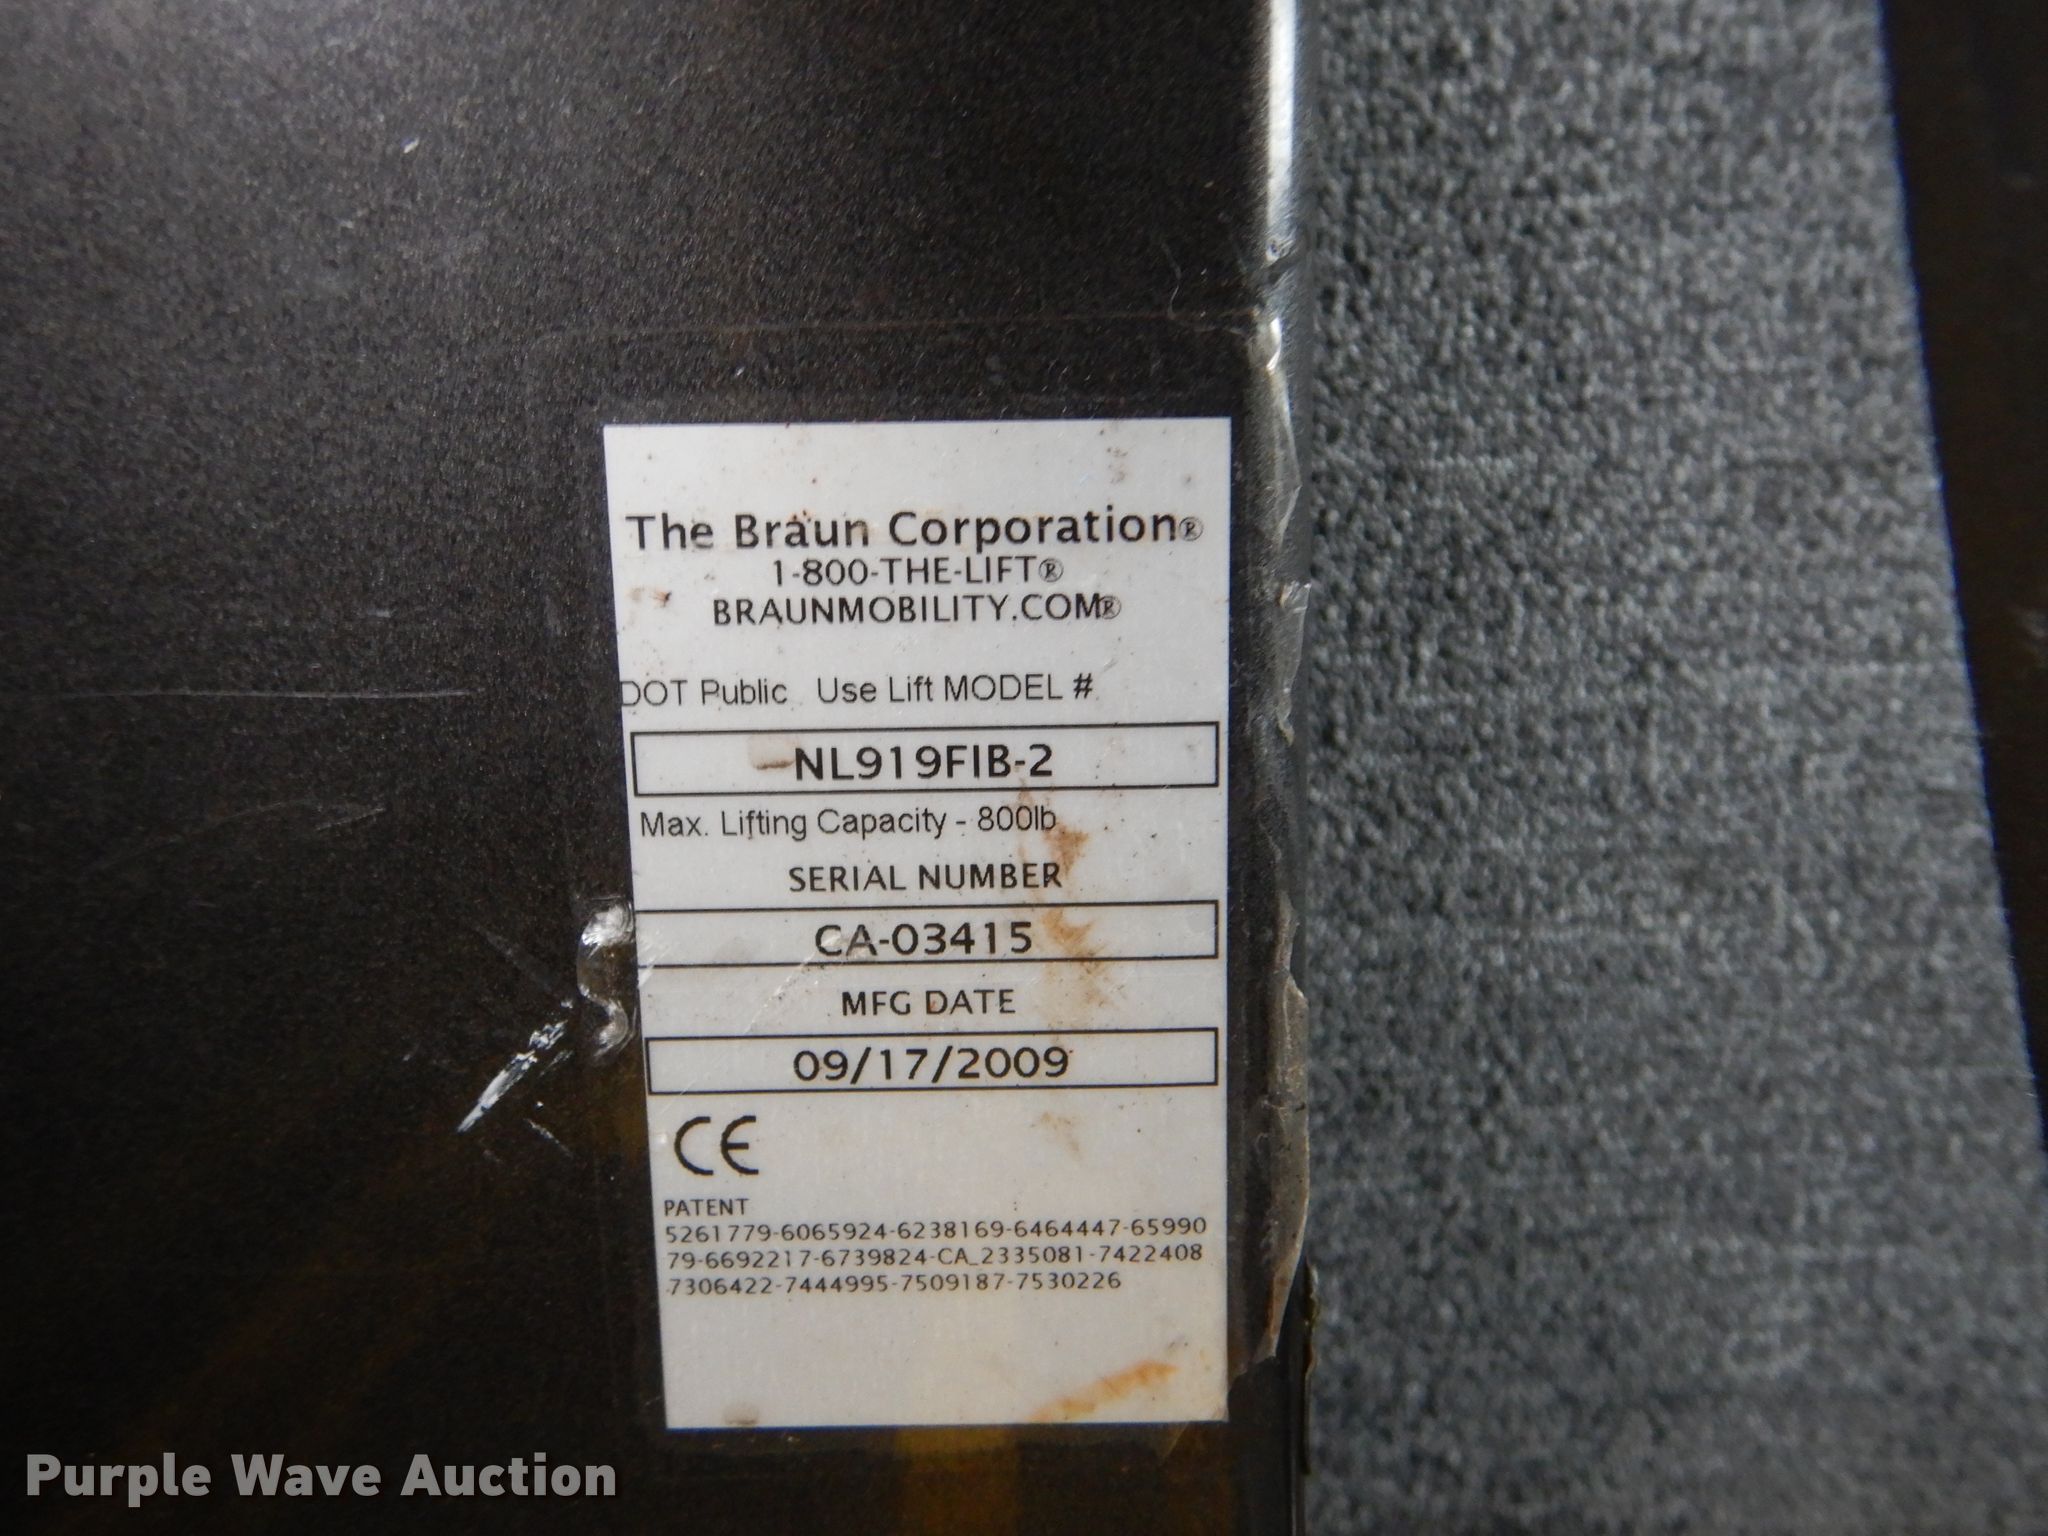 The Braun Corporation®
1-800-THE-LIFT®
BRAUNMOBILITY.COM®
DOT Public Use Lift MODEL #
NL919FIB-2
Max. Lifting Capacity - 800lb
SERIAL NUMBER
CA-03415
MFG DATE
09/17/2009
CE
PATENT
5261779-6065924-6238169-6464447-65990
79-6692217-6739824-CA_2335081-7422408
7306422-7444995-7509187-7530226
Purple Wave Auction